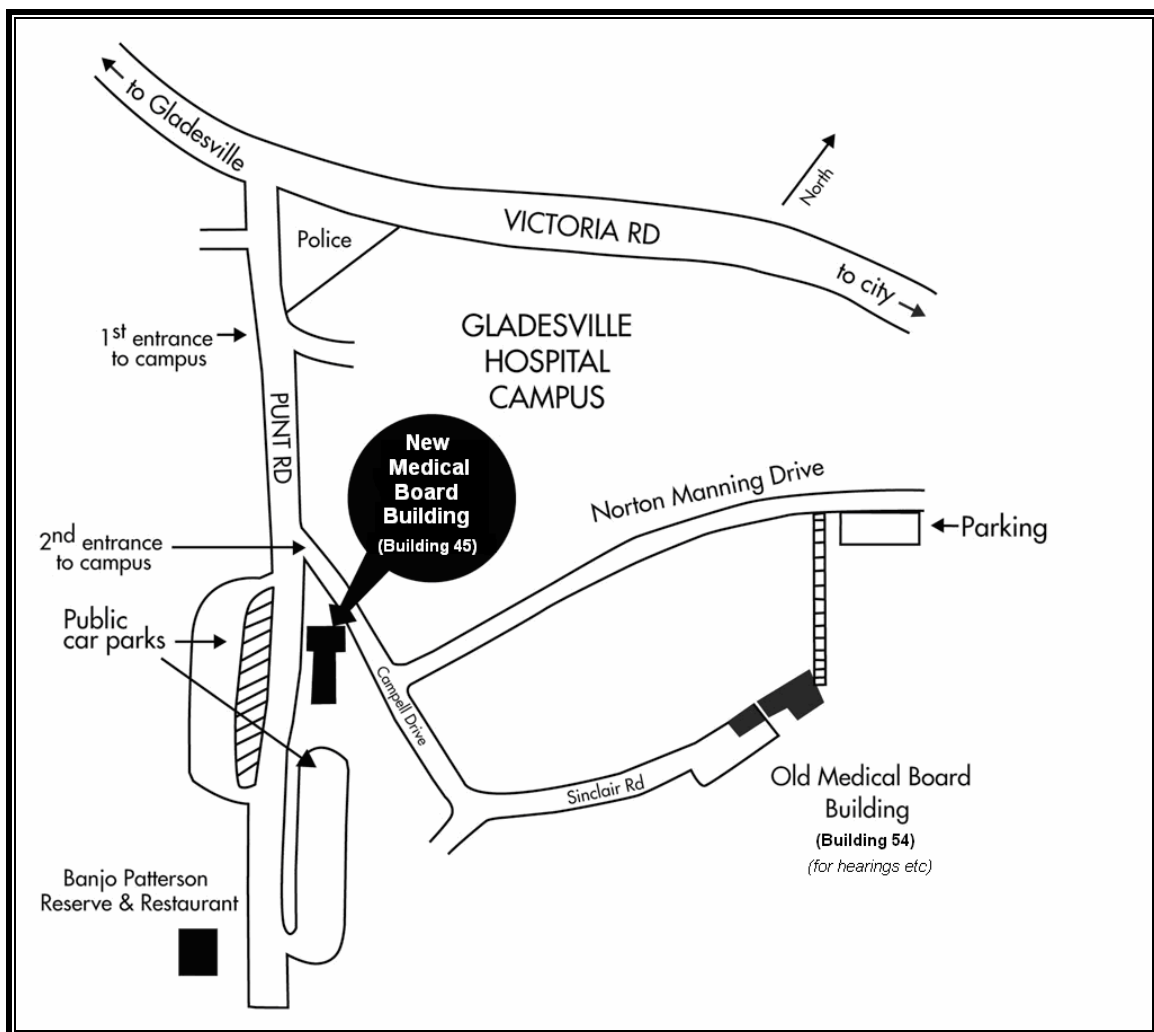 to Gladesville
North
VICTORIA RD
Police
to city
1st entrance
to campus
GLADESVILLE
HOSPITAL
CAMPUS
PUNT RD
New
Medical
Board
Building
(Building 45)
Norton Manning Drive
Parking
2nd entrance
to campus
Public
car parks
Campell Drive
Sinclair Rd
Old Medical Board
Building
(Building 54)
(for hearings etc)
Banjo Patterson
Reserve & Restaurant